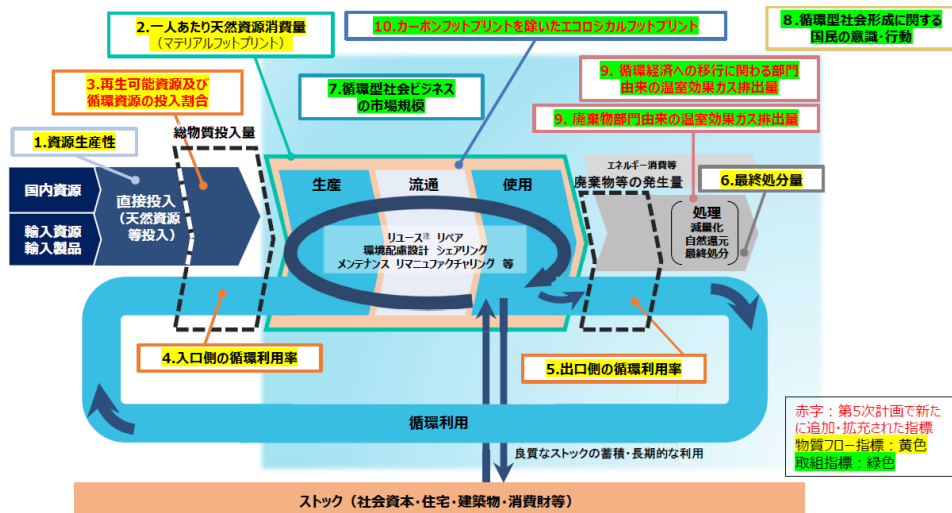 2.一人あたり天然資源消費量
（マテリアルフットプリント）
10.カーボンフットプリントを除いたエコロジカルフットプリント
8.循環型社会形成に関する
国民の意識・行動
3.再生可能資源及び
循環資源の投入割合
7.循環型社会ビジネス
の市場規模
9. 循環経済への移行に関わる部門
由来の温室効果ガス排出量
9. 廃棄物部門由来の温室効果ガス排出量
1.資源生産性
総物質投入量
エネルギー消費等
廃棄物等の発生量
6.最終処分量
国内資源
輸入資源
輸入製品
直接投入
（天然資源
等投入）
生産
流通
使用
リユース注 リペア
環境配慮設計 シェアリング
メンテナンス リマニュファクチャリング 等
処理
減量化
自然還元
最終処分
4.入口側の循環利用率
5.出口側の循環利用率
循環利用
良質なストックの蓄積・長期的な利用
赤字：第5次計画で新た
に追加・拡充された指標
物質フロー指標：黄色
取組指標：緑色
ストック（社会資本・住宅・建築物・消費財等）